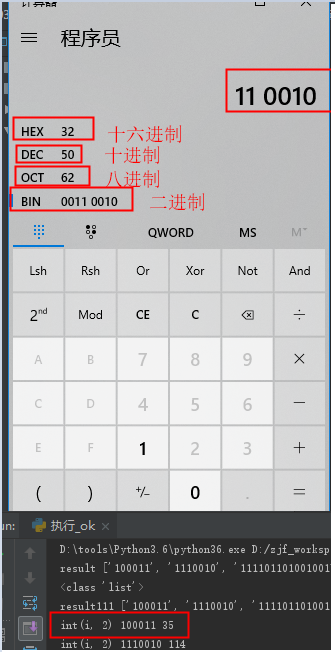 计算器
程序员
11 0010
HEX 32 十六进制
DEC 50 十进制
OCT 62 八进制
BIN 0011 0010 二进制
QWORD MS M˅
Lsh Rsh Or Xor Not And
2nd Mod CE C ⌫ ÷
A B 7 8 9 ×
C D 4 5 6 −
E F 1 2 3 +
( ) +/− 0 . =
un: 执行_ok ×
D:\tools\Python3.6\python36.exe D:/zjf_worksp
result ['100011', '1110010', '1111011010010
<class 'list'>
result111 ['100011', '1110010', '1111011010010
int(i, 2) 100011 35
int(i, 2) 1110010 114